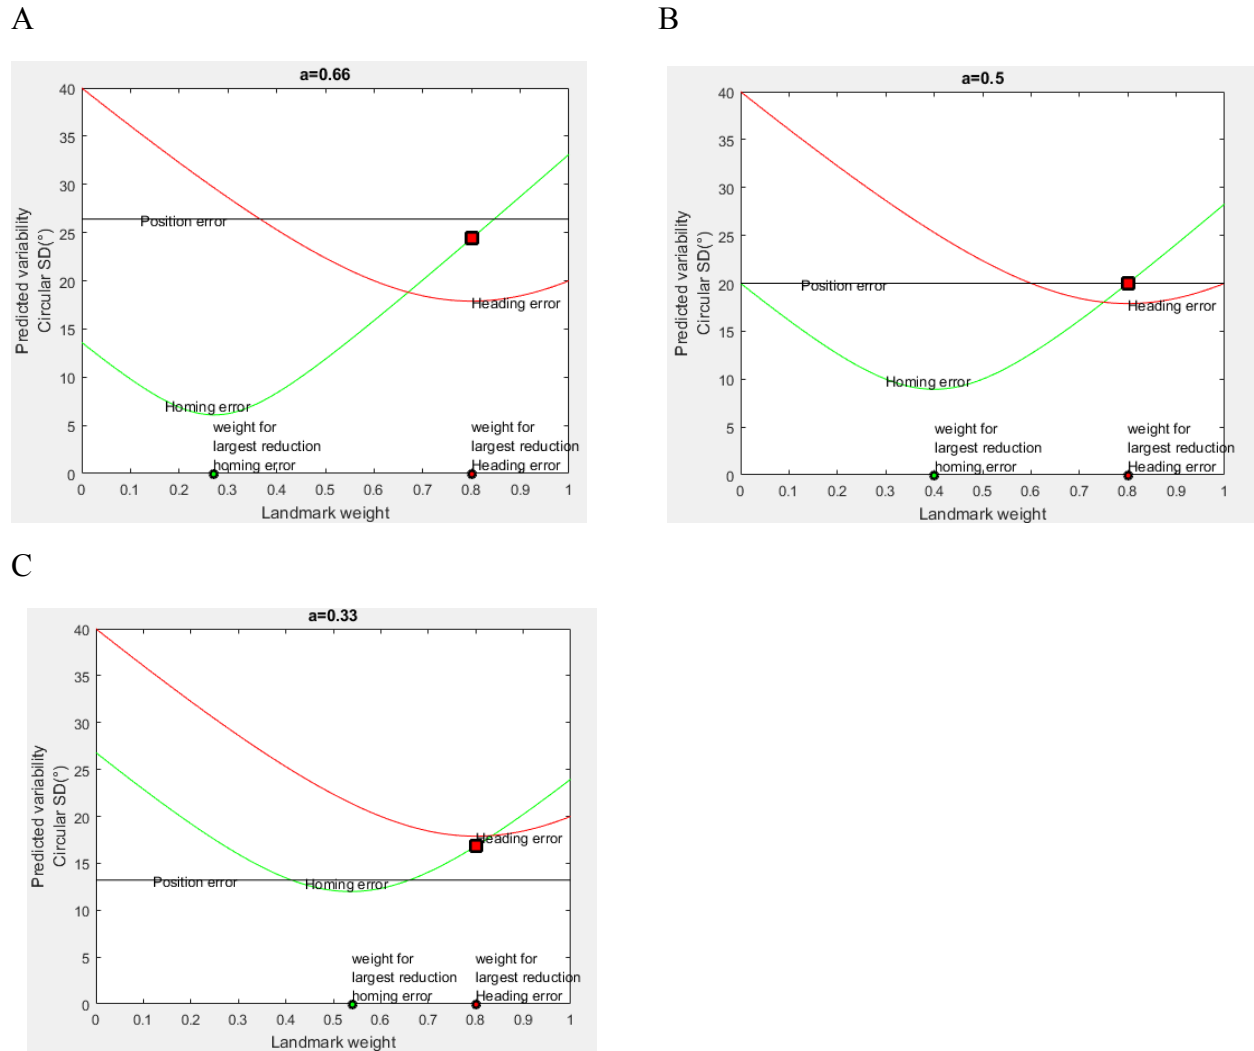 A
a=0.66
40
35
30
25
20
15
10
5
0
Predicted variability
Circular SD(°)
Position error
Heading error
Homing error
weight for
largest reduction
homing error
weight for
largest reduction
Heading error
0 0.1 0.2 0.3 0.4 0.5 0.6 0.7 0.8 0.9 1
Landmark weight
B
a=0.5
40
35
30
25
20
15
10
5
0
Predicted variability
Circular SD(°)
Position error
Heading error
Homing error
weight for
largest reduction
homing error
weight for
largest reduction
Heading error
0 0.1 0.2 0.3 0.4 0.5 0.6 0.7 0.8 0.9 1
Landmark weight
C
a=0.33
40
35
30
25
20
15
10
5
0
Predicted variability
Circular SD(°)
Heading error
Position error
Homing error
weight for
largest reduction
homing error
weight for
largest reduction
Heading error
0 0.1 0.2 0.3 0.4 0.5 0.6 0.7 0.8 0.9 1
Landmark weight